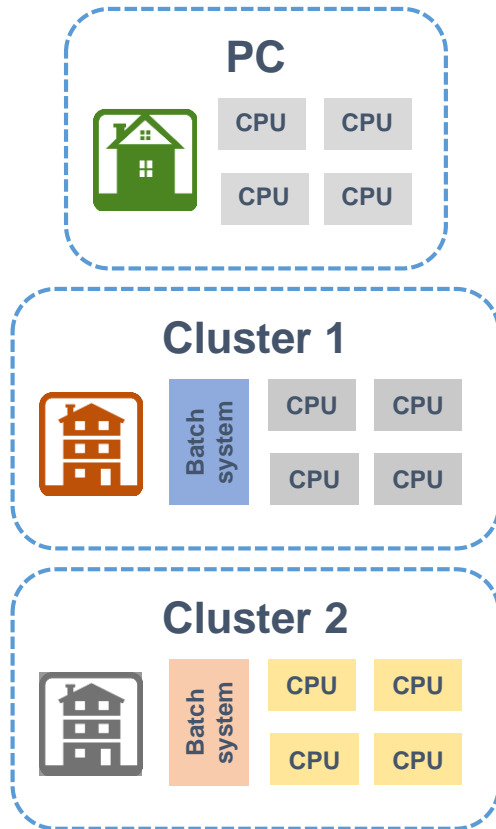 PC
CPU CPU
CPU CPU
Cluster 1
Batch
system
CPU CPU
CPU CPU
Cluster 2
Batch
system
CPU CPU
CPU CPU